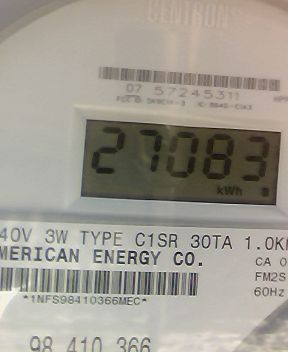 CENTRON
07 57245311
27083
kWh
40V 3W TYPE C1SR 30TA 1.0K
MERICAN ENERGY CO.
CA 0
FM2S
60Hz
*1NFS98410366MEC*
98 410 366